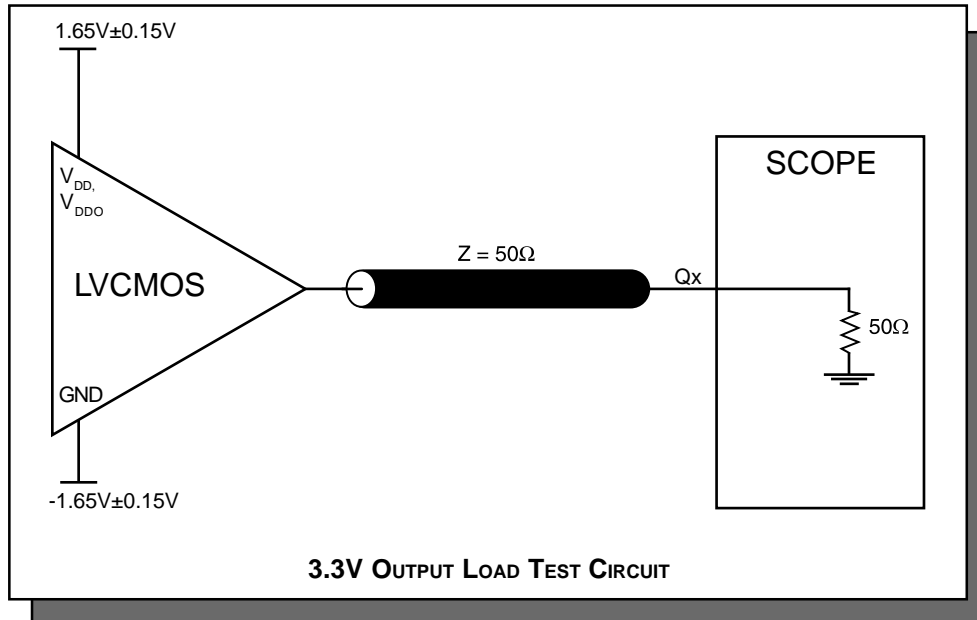 1.65V±0.15V
VDD,
VDDO
LVCMOS
GND
-1.65V±0.15V
Z = 50Ω
Qx
SCOPE
50Ω
3.3V OUTPUT LOAD TEST CIRCUIT